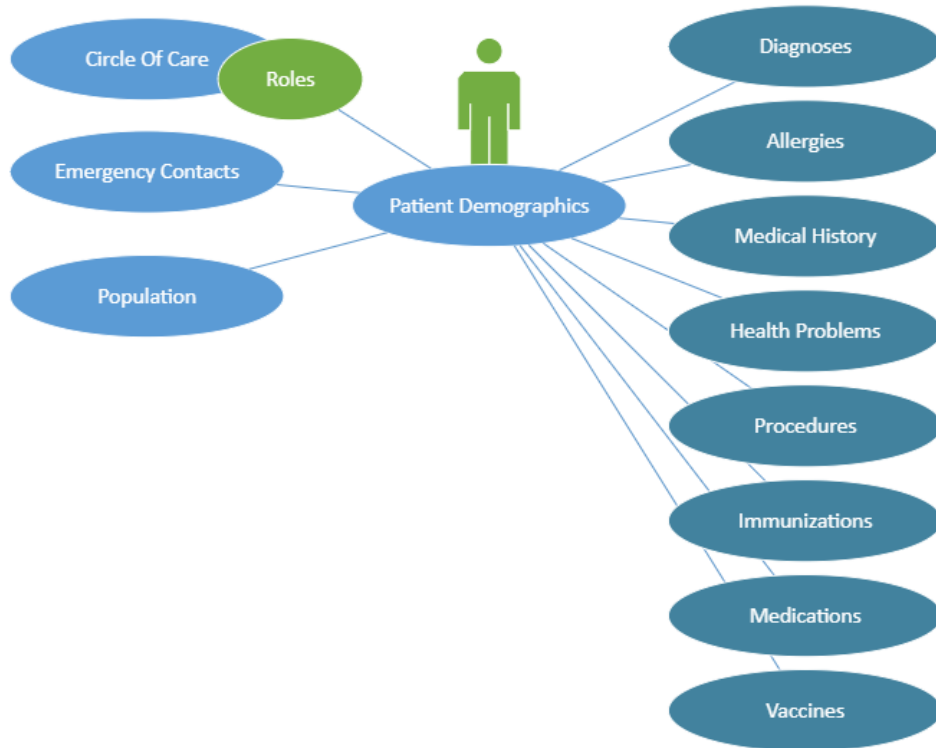 Circle Of Care
Roles
Emergency Contacts
Population
Patient Demographics
Diagnoses
Allergies
Medical History
Health Problems
Procedures
Immunizations
Medications
Vaccines